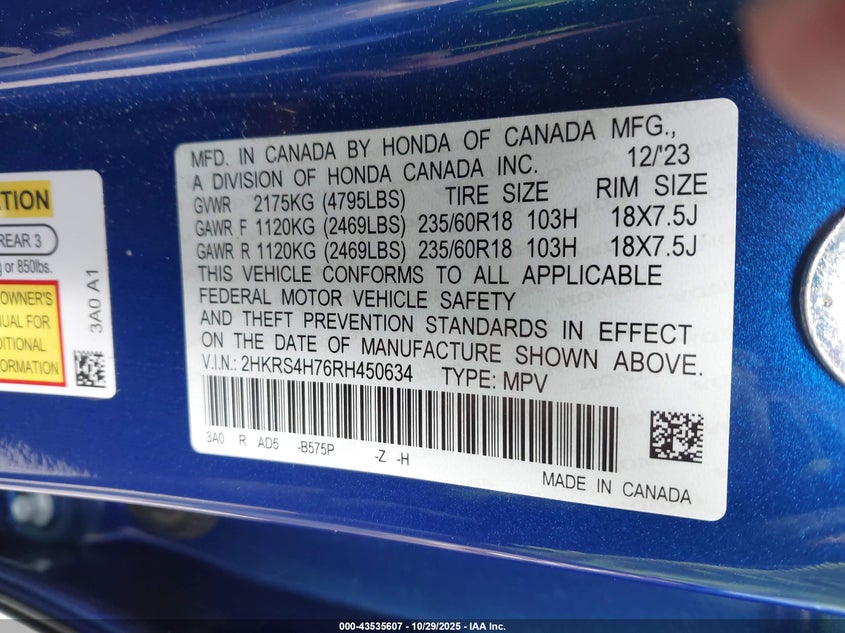 MFD. IN CANADA BY HONDA OF CANADA MFG.,
A DIVISION OF HONDA CANADA INC. 12/'23
GVWR 2175KG (4795LBS) TIRE SIZE RIM SIZE
GAWR F 1120KG (2469LBS) 235/60R18 103H 18X7.5J
GAWR R 1120KG (2469LBS) 235/60R18 103H 18X7.5J
THIS VEHICLE CONFORMS TO ALL APPLICABLE
FEDERAL MOTOR VEHICLE SAFETY
AND THEFT PREVENTION STANDARDS IN EFFECT
ON THE DATE OF MANUFACTURE SHOWN ABOVE.
V.I.N.: 2HKRS4H76RH450634 TYPE: MPV
3A0 R AD5 -B575P -Z -H
MADE IN CANADA
REAR 3
or 850lbs.
OWNER'S
FOR
3A0 A1
000-43535607 - 10/29/2025 - IAA Inc.